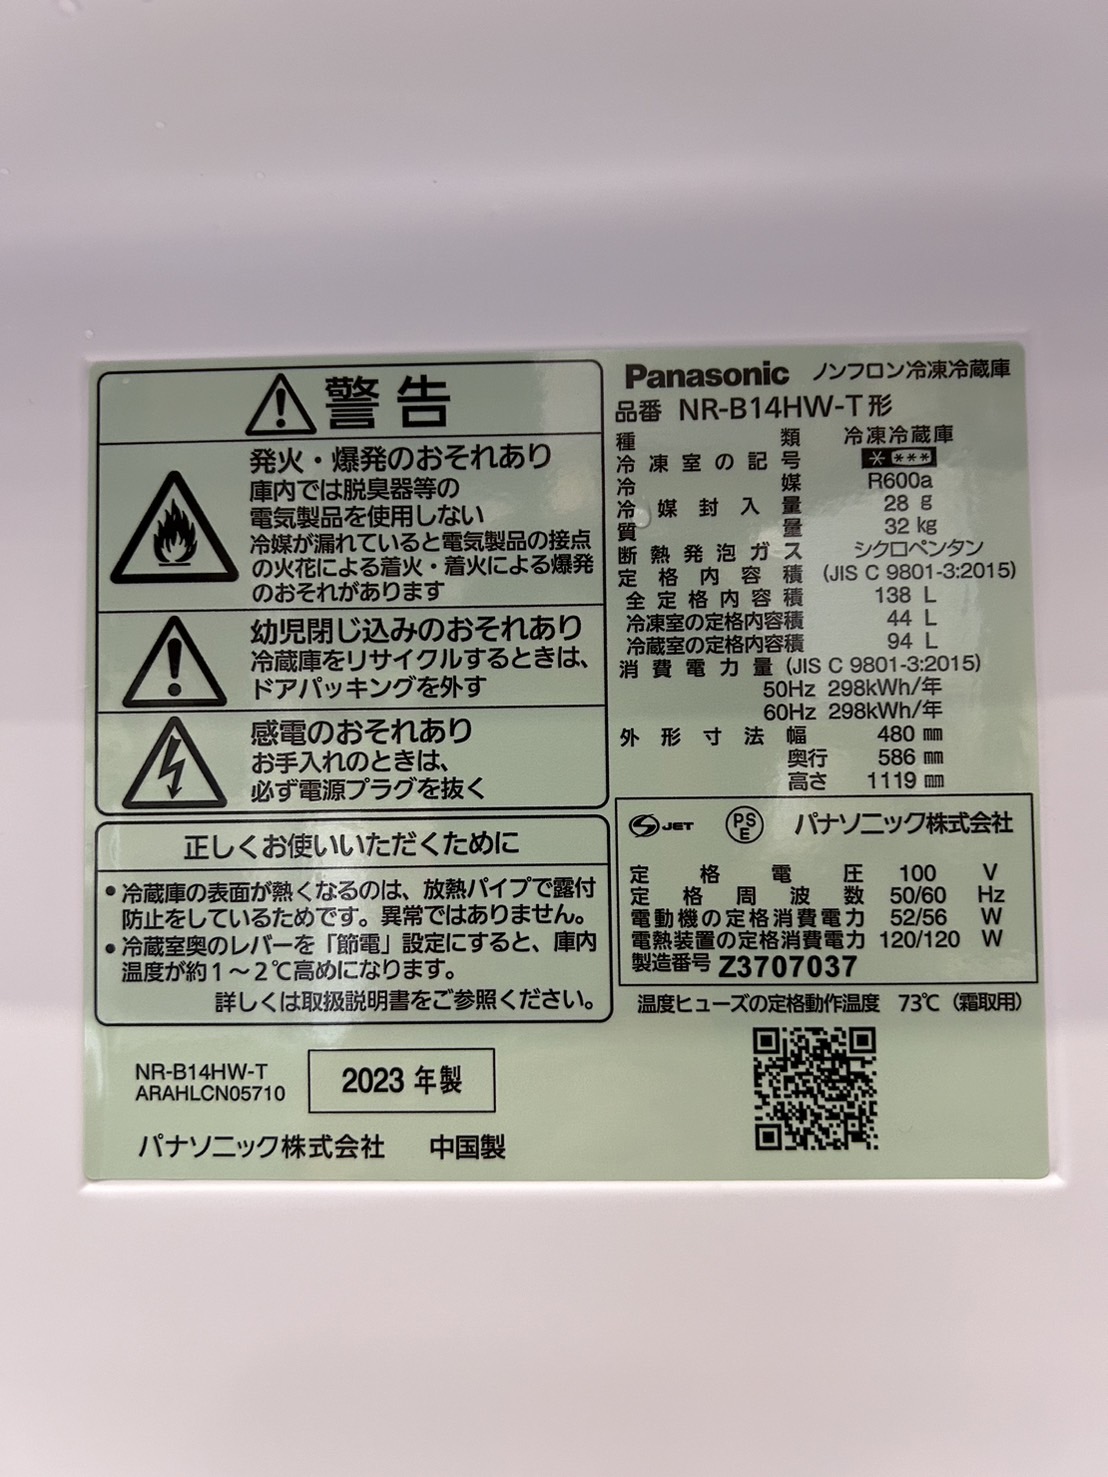 警告
発火・爆発のおそれあり
庫内では脱臭器等の
電気製品を使用しない
冷媒が漏れていると電気製品の接点
の火花による着火・着火による爆発
のおそれがあります
幼児閉じ込みのおそれあり
冷蔵庫をリサイクルするときは、
ドアパッキングを外す
感電のおそれあり
お手入れのときは、
必ず電源プラグを抜く
正しくお使いいただくために
•冷蔵庫の表面が熱くなるのは、放熱パイプで露付
防止をしているためです。異常ではありません。
•冷蔵室奥のレバーを「節電」設定にすると、庫内
温度が約1～2℃高めになります。
詳しくは取扱説明書をご参照ください。
NR-B14HW-T
ARAHLCN05710
2023 年製
パナソニック株式会社 中国製
Panasonic ノンフロン冷凍冷蔵庫
品番 NR-B14HW-T形
種類 冷凍冷蔵庫
冷凍室の記号 * ***
冷媒 R600a
冷媒封入量 28 g
質量 32 kg
断熱発泡ガス シクロペンタン
定格内容積 (JIS C 9801-3:2015)
全定格内容積 138 L
冷凍室の定格内容積 44 L
冷蔵室の定格内容積 94 L
消費電力量 (JIS C 9801-3:2015)
50Hz 298kWh/年
60Hz 298kWh/年
外形寸法 幅 480 mm
奥行 586 mm
高さ 1119 mm
S JET PS E パナソニック株式会社
定格電圧 100 V
定格周波数 50/60 Hz
電動機の定格消費電力 52/56 W
電熱装置の定格消費電力 120/120 W
製造番号 Z3707037
温度ヒューズの定格動作温度 73℃ (霜取用)